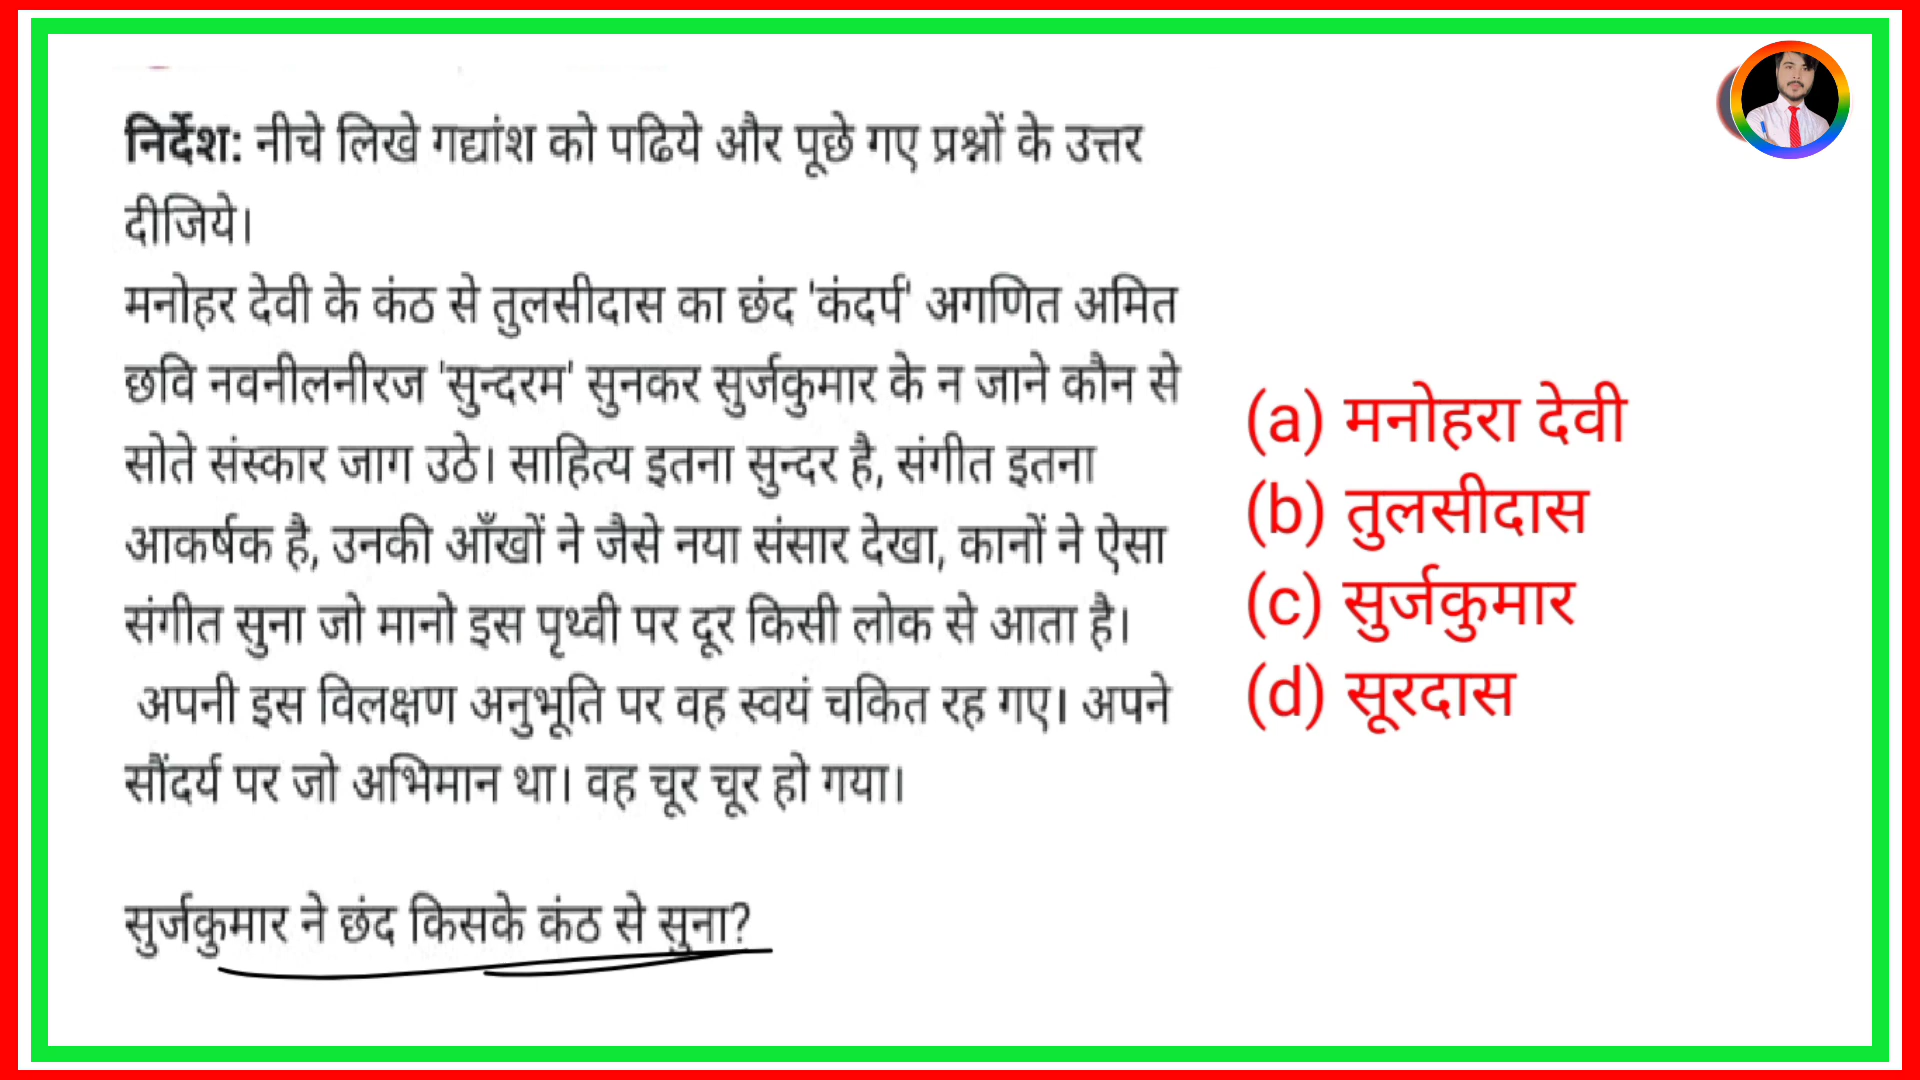 निर्देश: नीचे लिखे गद्यांश को पढिये और पूछे गए प्रश्नों के उत्तर
दीजिये।
मनोहर देवी के कंठ से तुलसीदास का छंद 'कंदर्प' अगणित अमित
छवि नवनीलनीरज 'सुन्दरम' सुनकर सुर्जकुमार के न जाने कौन से
सोते संस्कार जाग उठे। साहित्य इतना सुन्दर है, संगीत इतना
आकर्षक है, उनकी आँखों ने जैसे नया संसार देखा, कानों ने ऐसा
संगीत सुना जो मानो इस पृथ्वी पर दूर किसी लोक से आता है।
अपनी इस विलक्षण अनुभूति पर वह स्वयं चकित रह गए। अपने
सौंदर्य पर जो अभिमान था। वह चूर चूर हो गया।
सुर्जकुमार ने छंद किसके कंठ से सुना?
(a) मनोहरा देवी
(b) तुलसीदास
(c) सुर्जकुमार
(d) सूरदास